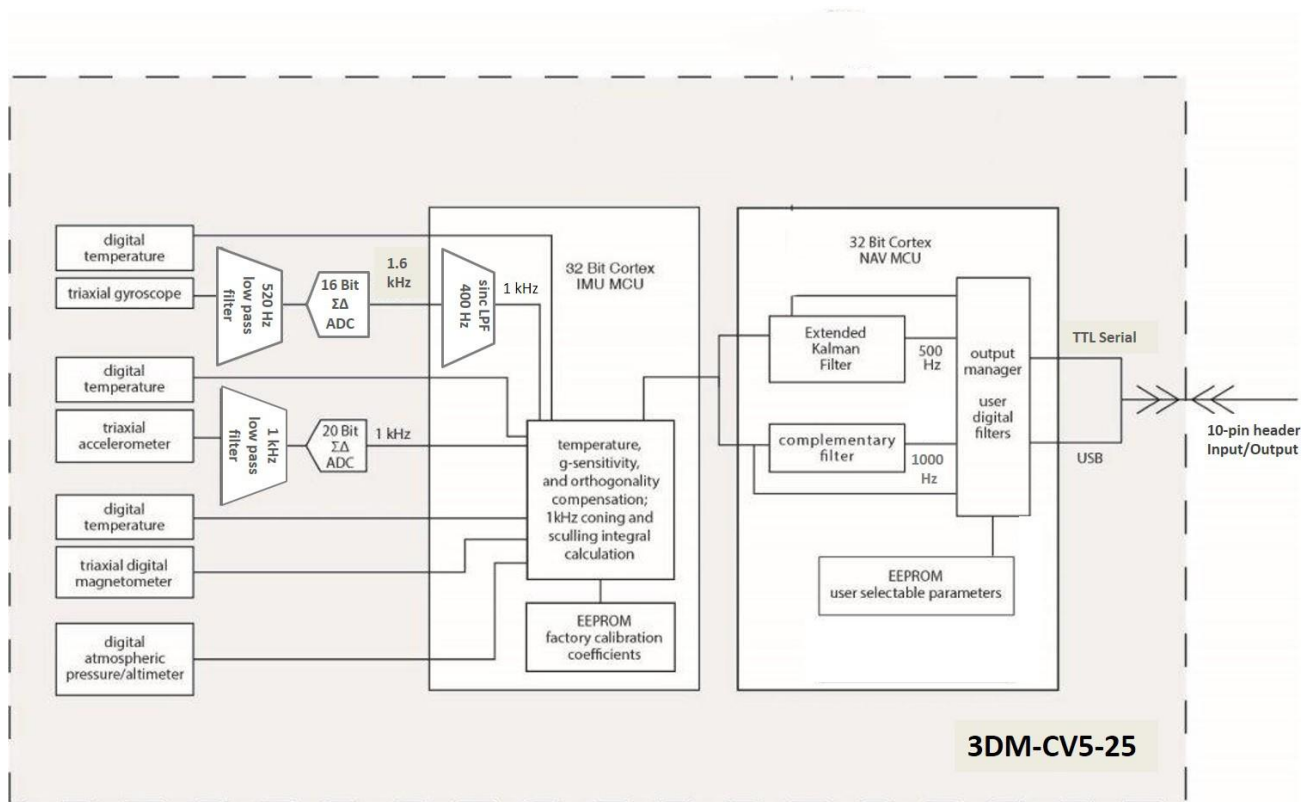 digital
temperature
triaxial gyroscope
520 Hz
low pass
filter
16 Bit
ΣΔ
ADC
1.6
kHz
sinc LPF
400 Hz
1 kHz
32 Bit Cortex
IMU MCU
digital
temperature
triaxial
accelerometer
1 kHz
low pass
filter
20 Bit
ΣΔ
ADC
1 kHz
digital
temperature
triaxial digital
magnetometer
digital
atmospheric
pressure/altimeter
temperature,
g-sensitivity,
and orthogonality
compensation;
1kHz coning and
sculling integral
calculation
EEPROM
factory calibration
coefficients
32 Bit Cortex
NAV MCU
Extended
Kalman
Filter
500
Hz
complementary
filter
1000
Hz
output
manager
user
digital
filters
EEPROM
user selectable parameters
TTL Serial
USB
10-pin header
Input/Output
3DM-CV5-25